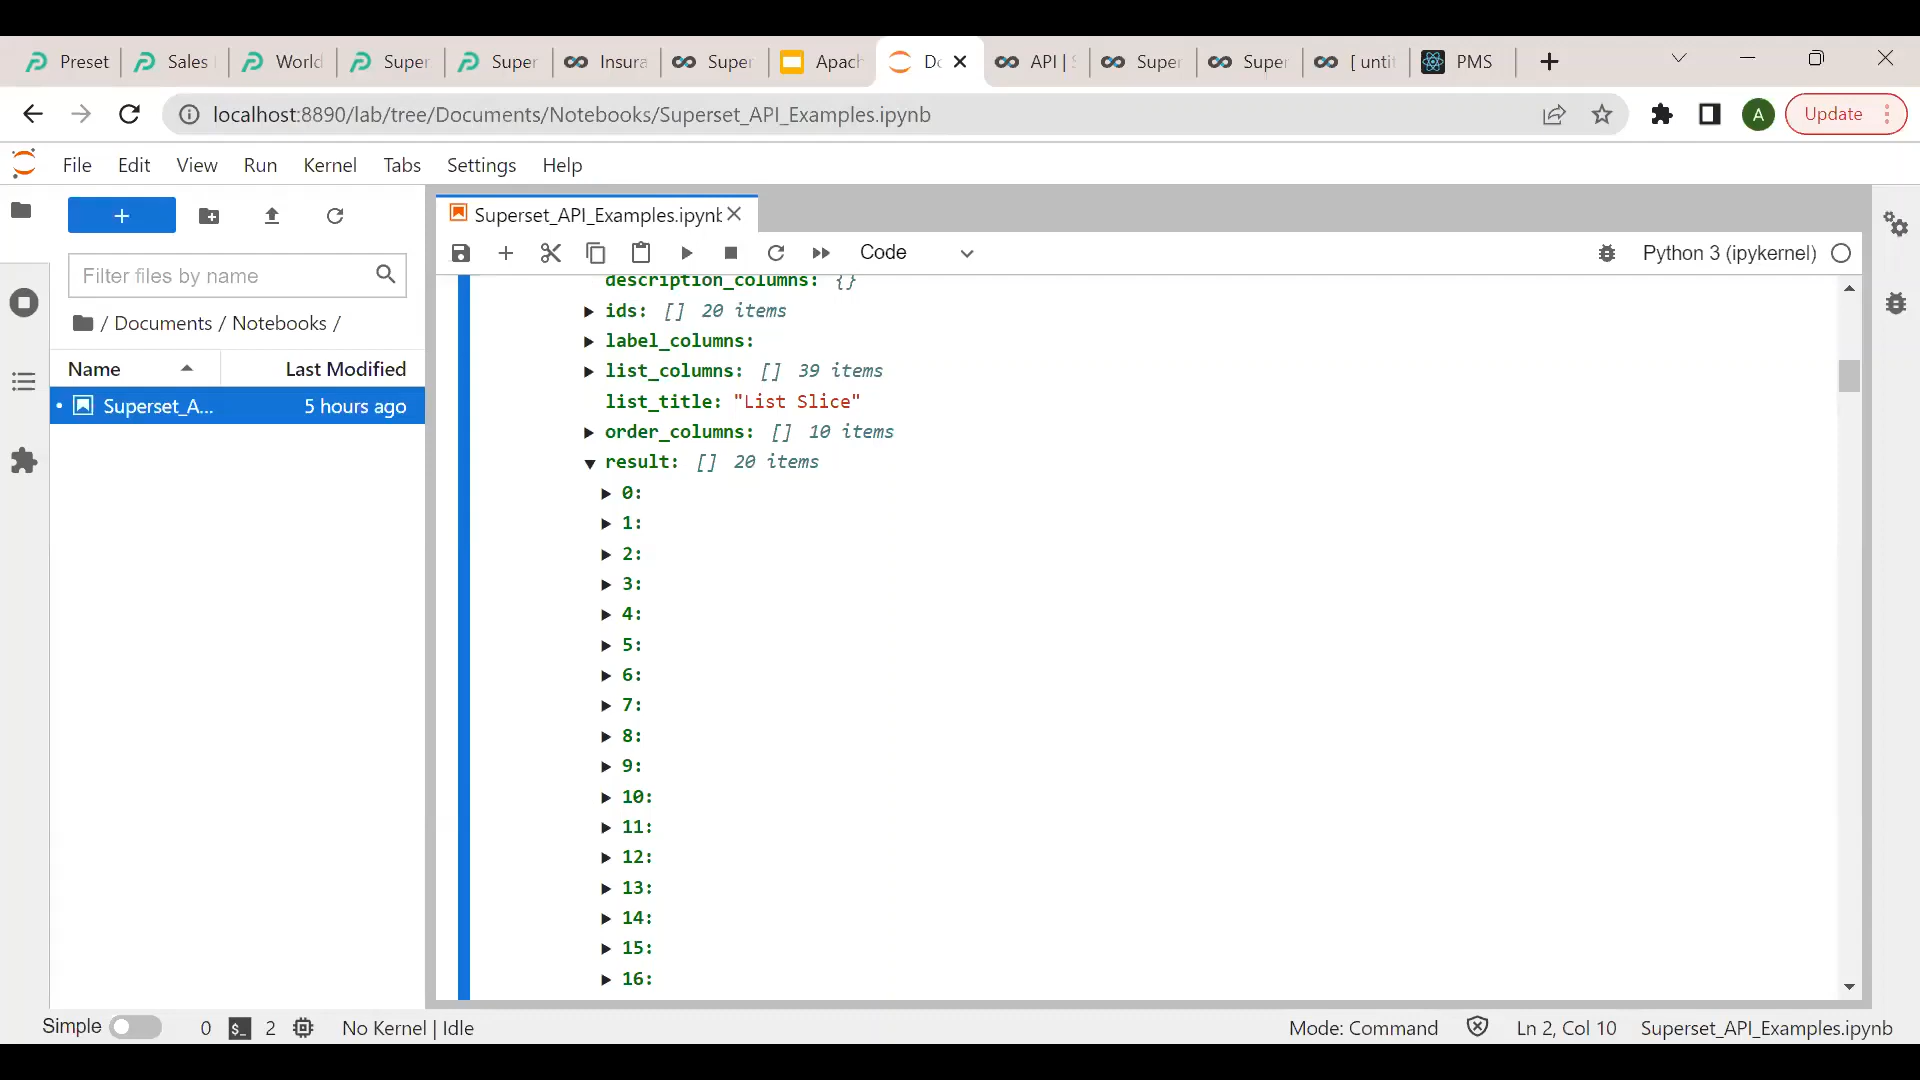 Preset
Sales
World
Super
Super
Insura
Super
Apach
API | S
Super
Super
[ unti
PMS
localhost:8890/lab/tree/Documents/Notebooks/Superset_API_Examples.ipynb
A
Update
File Edit View Run Kernel Tabs Settings Help
Superset_API_Examples.ipynb
Code
Python 3 (ipykernel)
Filter files by name
/ Documents / Notebooks /
Name
Last Modified
Superset_A...
5 hours ago
description_columns: {}
ids: [] 20 items
label_columns:
list_columns: [] 39 items
list_title: "List Slice"
order_columns: [] 10 items
result: [] 20 items
0:
1:
2:
3:
4:
5:
6:
7:
8:
9:
10:
11:
12:
13:
14:
15:
16:
Simple
0
$_
2
No Kernel | Idle
Mode: Command
Ln 2, Col 10
Superset_API_Examples.ipynb